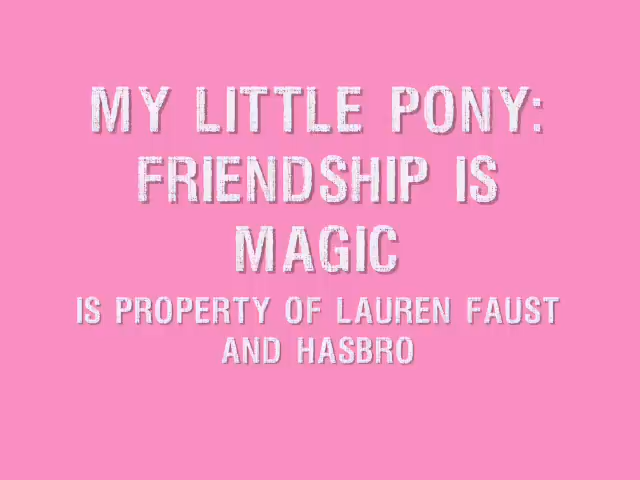 MY LITTLE PONY:
FRIENDSHIP IS
MAGIC
IS PROPERTY OF LAUREN FAUST
AND HASBRO